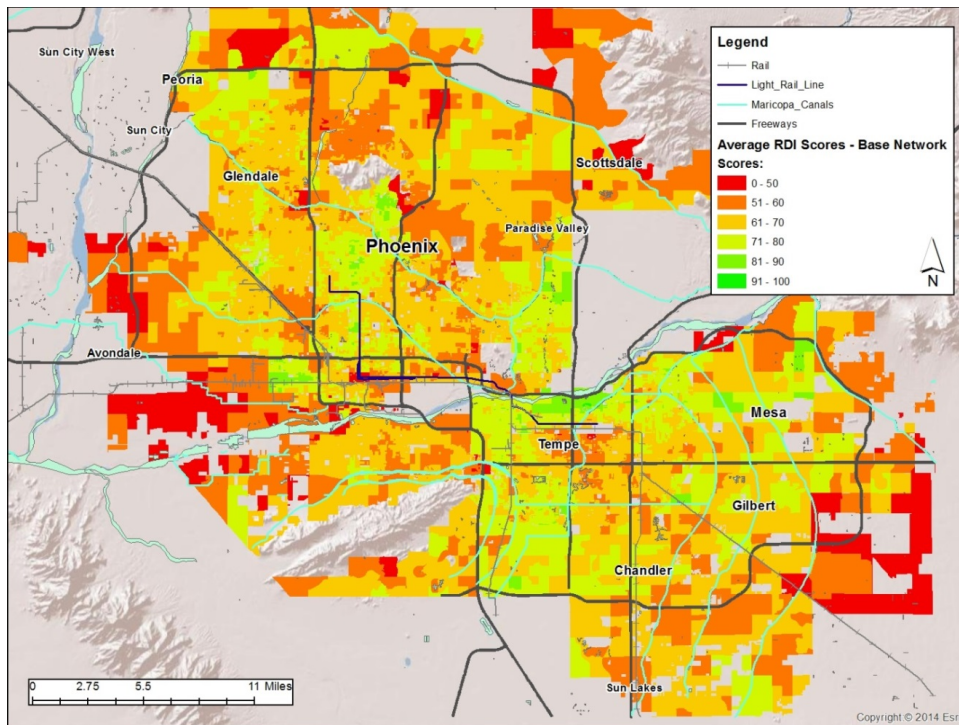 Sun City West
Peoria
Sun City
Glendale
Scottsdale
Paradise Valley
Phoenix
Avondale
Mesa
Tempe
Gilbert
Chandler
Sun Lakes
Legend
Rail
Light_Rail_Line
Maricopa_Canals
Freeways
Average RDI Scores - Base Network
Scores:
0 - 50
51 - 60
61 - 70
71 - 80
81 - 90
91 - 100
N
0 2.75 5.5 11 Miles
Copyright © 2014 Esri